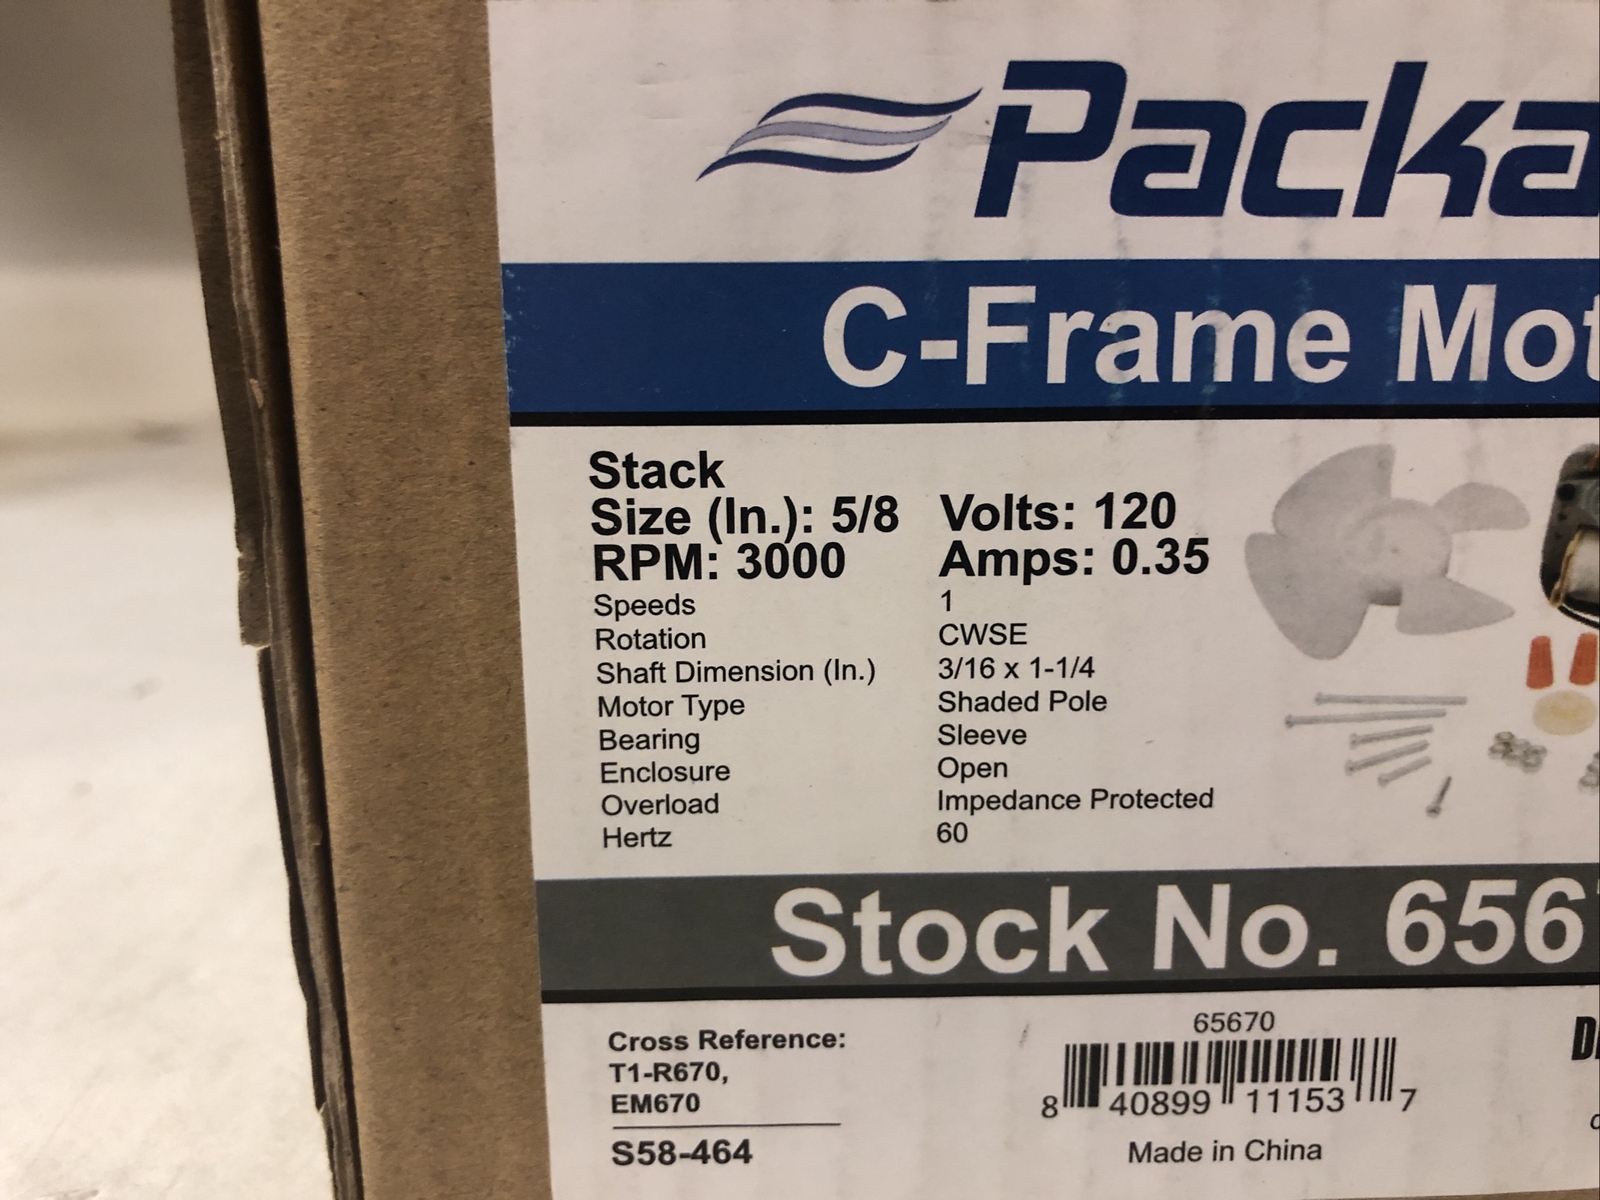 Packa
C-Frame Mot
Stack
Size (In.): 5/8 Volts: 120
RPM: 3000 Amps: 0.35
Speeds 1
Rotation CWSE
Shaft Dimension (In.) 3/16 x 1-1/4
Motor Type Shaded Pole
Bearing Sleeve
Enclosure Open
Overload Impedance Protected
Hertz 60
Stock No. 656
Cross Reference:
T1-R670,
EM670
S58-464
65670
8 40899 11153 7
Made in China